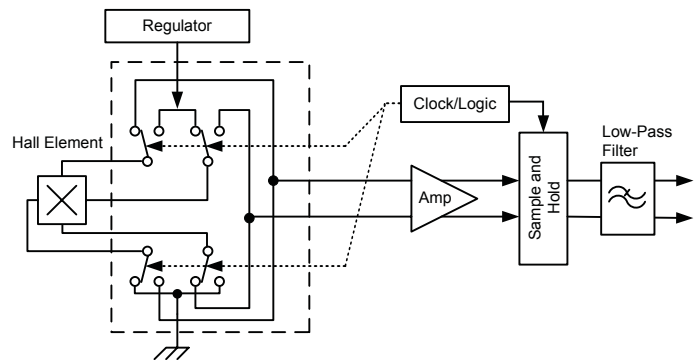 Regulator
Clock/Logic
Hall Element
Low-Pass
Filter
Amp
Sample and
Hold